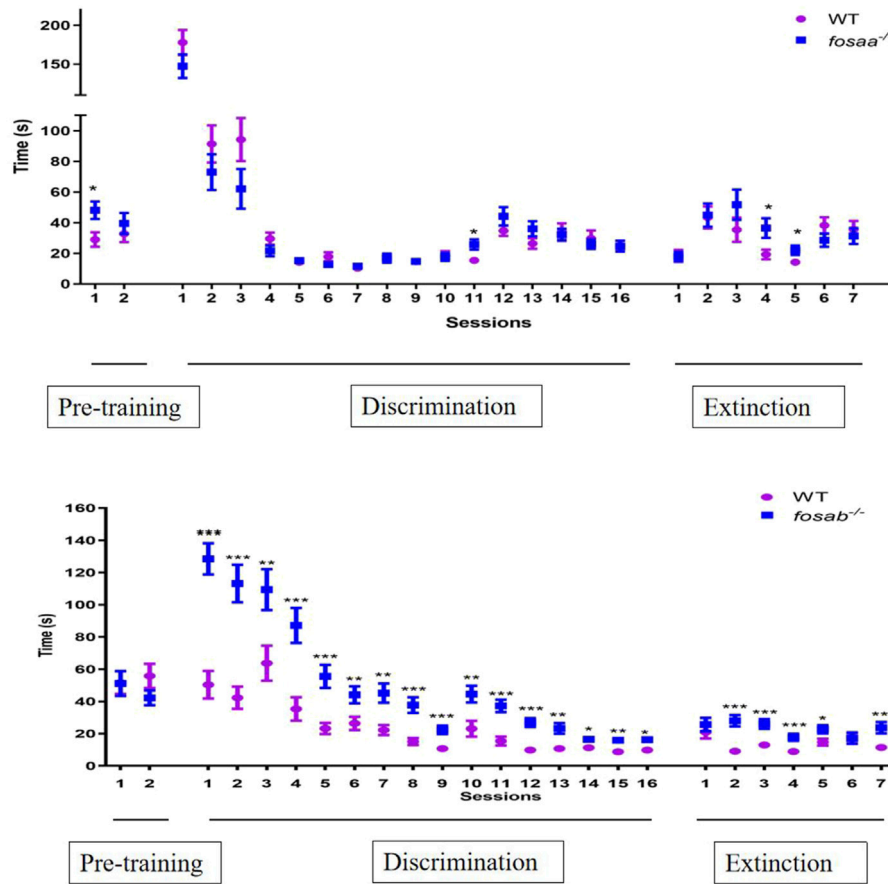 WT
fosaa-/-
200
150
100
80
60
40
20
0
Time (s)
*
*
*
*
1 2 1 2 3 4 5 6 7 8 9 10 11 12 13 14 15 16 1 2 3 4 5 6 7
Sessions
Pre-training Discrimination Extinction
WT
fosab-/-
160
140
120
100
80
60
40
20
0
Time (s)
*** *** ** *** *** ** ** *** *** ** *** *** ** * ** * *** *** *** * **
1 2 1 2 3 4 5 6 7 8 9 10 11 12 13 14 15 16 1 2 3 4 5 6 7
Sessions
Pre-training Discrimination Extinction